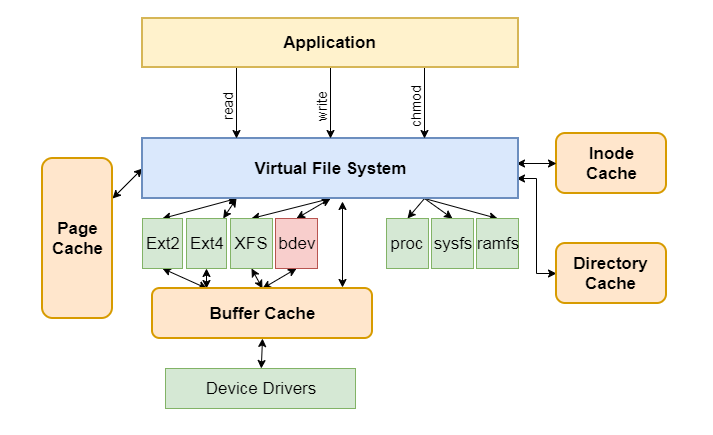 Application
read
write
chmod
Virtual File System
Inode
Cache
Page
Cache
Ext2
Ext4
XFS
bdev
proc
sysfs
ramfs
Directory
Cache
Buffer Cache
Device Drivers